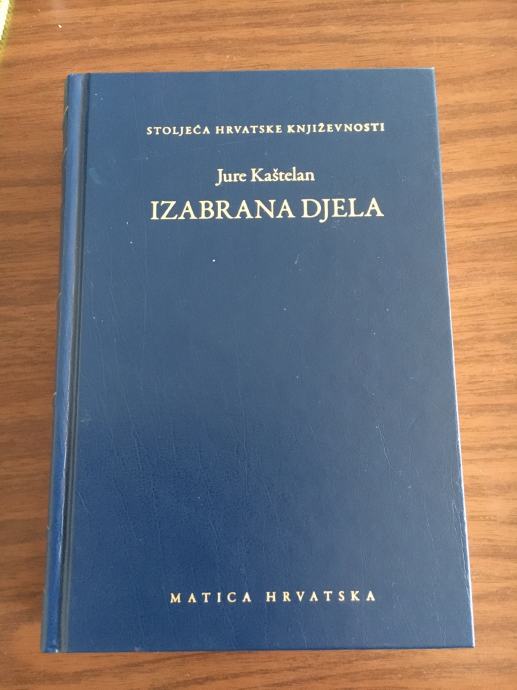 STOLJEĆA HRVATSKE KNJIŽEVNOSTI
Jure Kaštelan
IZABRANA DJELA
MATICA HRVATSKA